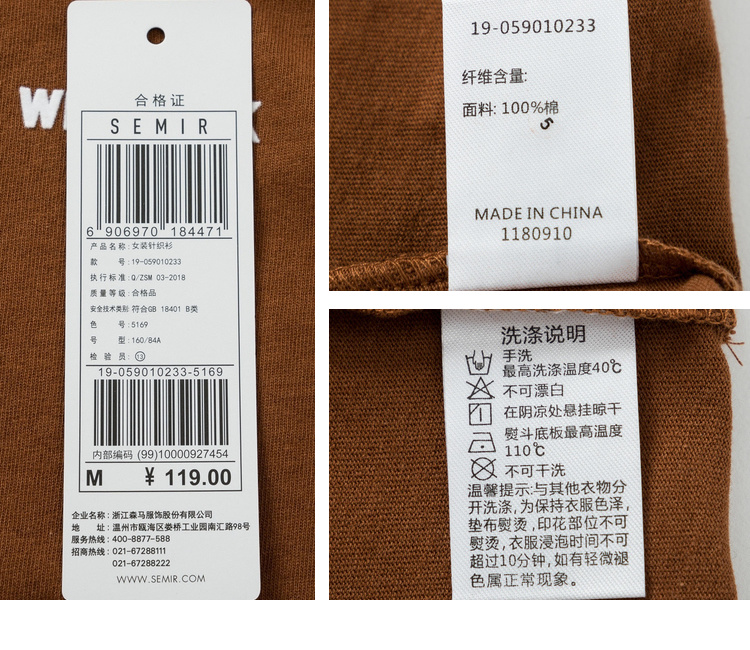 W
合格证
SEMIR
6 906970 184471
产品名称:女装针织衫
款 号:19-059010233
执行标准:Q/ZSM 03-2018
质量等级:合格品
安全技术类别:符合GB 18401 B类
色 号:5169
号 型:160/84A
检 验 员:⑬
19-059010233-5169
内部编码 (99)10000927454
M ¥ 119.00
企业名称:浙江森马服饰股份有限公司
地 址:温州市瓯海区娄桥工业园南汇路98号
服务热线:400-8877-588
招商热线:021-67288111
021-67288222
WWW.SEMIR.COM
19-059010233
纤维含量:
面料: 100%棉
5
MADE IN CHINA
1180910
洗涤说明
手洗
最高洗涤温度40℃
不可漂白
在阴凉处悬挂晾干
熨斗底板最高温度
110℃
不可干洗
温馨提示:与其他衣物分
开洗涤,为保持衣服色泽,
垫布熨烫,印花部位不可
熨烫,衣服浸泡时间不可
超过10分钟,如有轻微褪
色属正常现象。